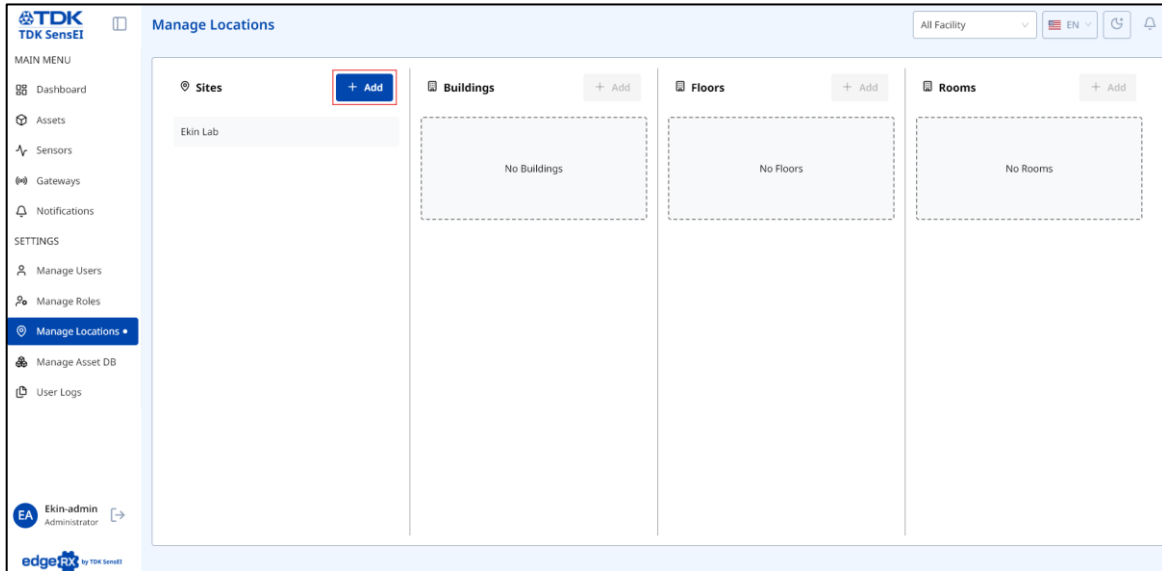 TDK
TDK SensEI
MAIN MENU
Dashboard
Assets
Sensors
Gateways
Notifications
SETTINGS
Manage Users
Manage Roles
Manage Locations
Manage Asset DB
User Logs
EA
Ekin-admin
Administrator
edgeRX by TDK SensEI
Manage Locations
All Facility
EN
Sites
+ Add
Ekin Lab
Buildings
+ Add
No Buildings
Floors
+ Add
No Floors
Rooms
+ Add
No Rooms